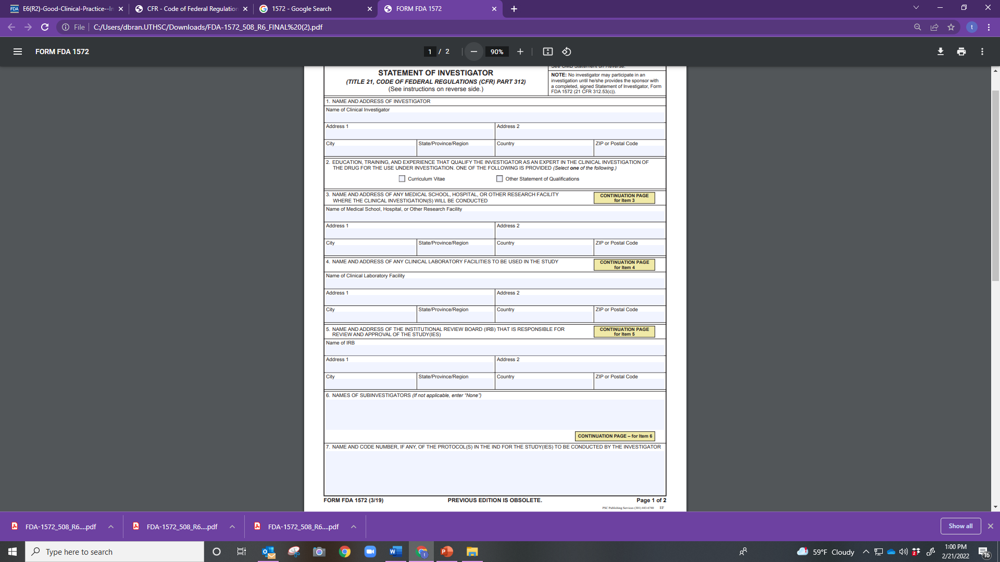 E6(R2)-Good-Clinical-Practice--In
CFR - Code of Federal Regulation
1572 - Google Search
FORM FDA 1572
File
C:/Users/dbran.UTHSC/Downloads/FDA-1572_508_R6_FINAL%20(2).pdf
t
FORM FDA 1572
1 / 2
90%
See OMB Statement on Reverse.
STATEMENT OF INVESTIGATOR
(TITLE 21, CODE OF FEDERAL REGULATIONS (CFR) PART 312)
(See instructions on reverse side.)
NOTE: No investigator may participate in an
investigation until he/she provides the sponsor with
a completed, signed Statement of Investigator, Form
FDA 1572 (21 CFR 312.53(c)).
1. NAME AND ADDRESS OF INVESTIGATOR
Name of Clinical Investigator
Address 1
Address 2
City
State/Province/Region
Country
ZIP or Postal Code
2. EDUCATION, TRAINING, AND EXPERIENCE THAT QUALIFY THE INVESTIGATOR AS AN EXPERT IN THE CLINICAL INVESTIGATION OF
THE DRUG FOR THE USE UNDER INVESTIGATION. ONE OF THE FOLLOWING IS PROVIDED (Select one of the following.)
Curriculum Vitae
Other Statement of Qualifications
3. NAME AND ADDRESS OF ANY MEDICAL SCHOOL, HOSPITAL, OR OTHER RESEARCH FACILITY
WHERE THE CLINICAL INVESTIGATION(S) WILL BE CONDUCTED
CONTINUATION PAGE
for Item 3
Name of Medical School, Hospital, or Other Research Facility
Address 1
Address 2
City
State/Province/Region
Country
ZIP or Postal Code
4. NAME AND ADDRESS OF ANY CLINICAL LABORATORY FACILITIES TO BE USED IN THE STUDY
CONTINUATION PAGE
for Item 4
Name of Clinical Laboratory Facility
Address 1
Address 2
City
State/Province/Region
Country
ZIP or Postal Code
5. NAME AND ADDRESS OF THE INSTITUTIONAL REVIEW BOARD (IRB) THAT IS RESPONSIBLE FOR
REVIEW AND APPROVAL OF THE STUDY(IES)
CONTINUATION PAGE
for Item 5
Name of IRB
Address 1
Address 2
City
State/Province/Region
Country
ZIP or Postal Code
6. NAMES OF SUBINVESTIGATORS (If not applicable, enter “None”)
CONTINUATION PAGE – for Item 6
7. NAME AND CODE NUMBER, IF ANY, OF THE PROTOCOL(S) IN THE IND FOR THE STUDY(IES) TO BE CONDUCTED BY THE INVESTIGATOR
FORM FDA 1572 (3/19)
PREVIOUS EDITION IS OBSOLETE.
Page 1 of 2
PSC Publishing Services (301) 443-6740 EF
FDA-1572_508_R6....pdf
FDA-1572_508_R6....pdf
FDA-1572_508_R6....pdf
Show all
Type here to search
59°F Cloudy
1:00 PM
2/21/2022
16